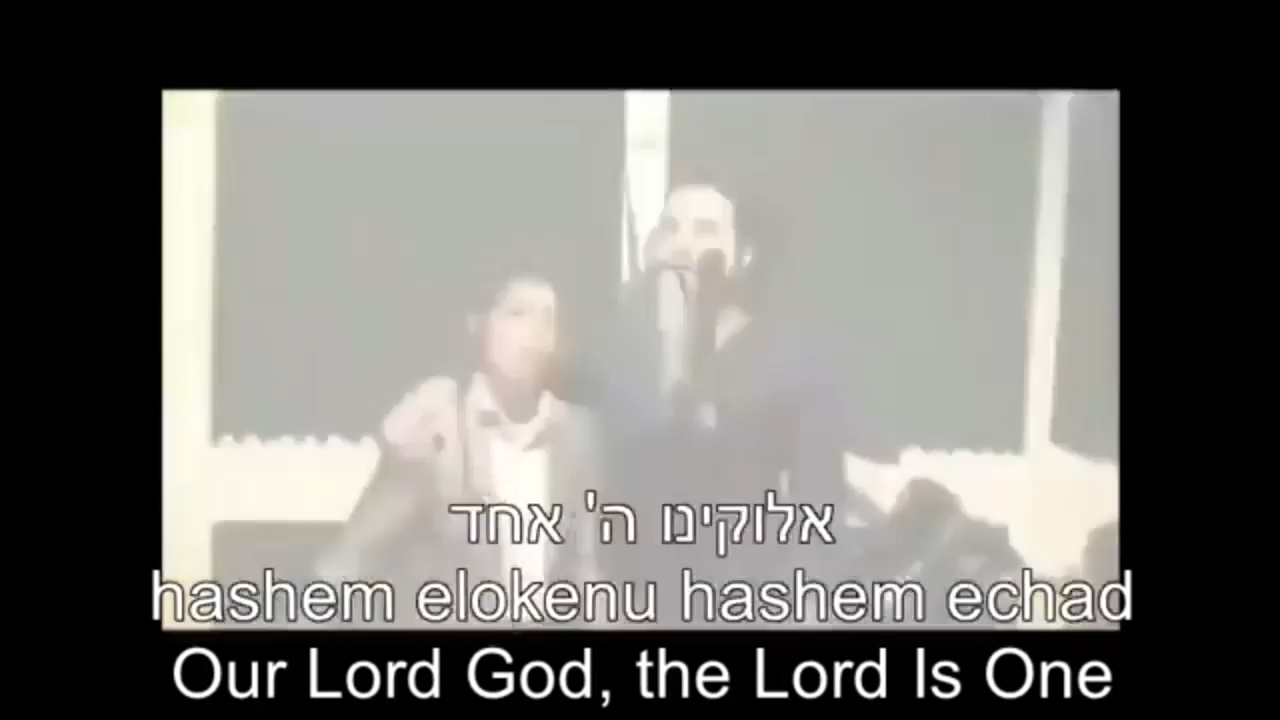 אלוקינו ה' אחד
hashem elokenu hashem echad
Our Lord God, the Lord Is One